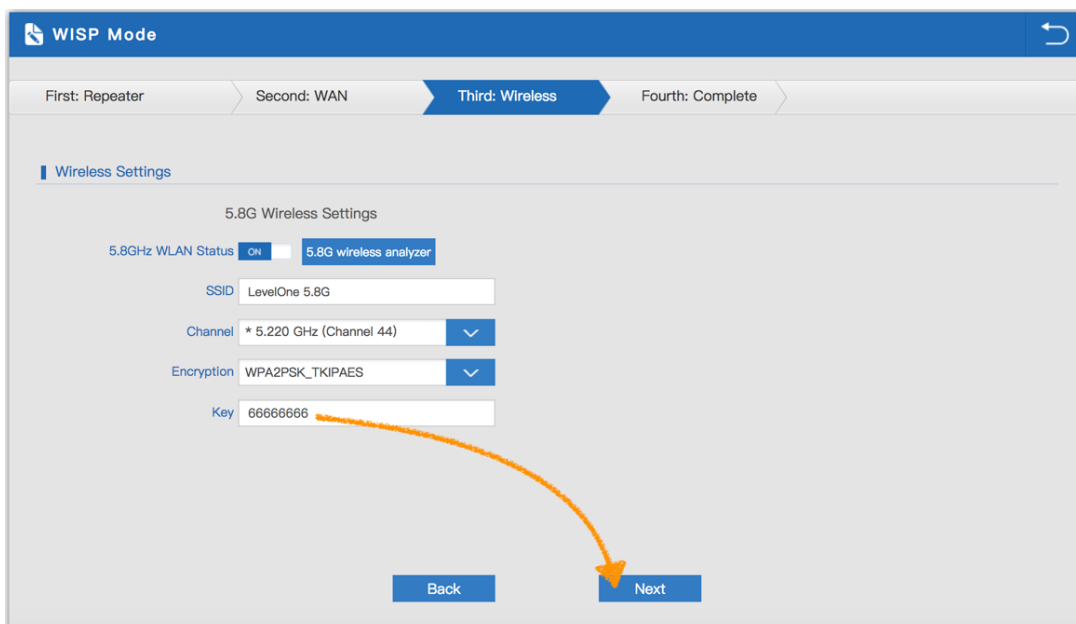 WISP Mode
First: Repeater Second: WAN Third: Wireless Fourth: Complete
Wireless Settings
5.8G Wireless Settings
5.8GHz WLAN Status ON 5.8G wireless analyzer
SSID LevelOne 5.8G
Channel * 5.220 GHz (Channel 44)
Encryption WPA2PSK_TKIPAES
Key 66666666
Back Next